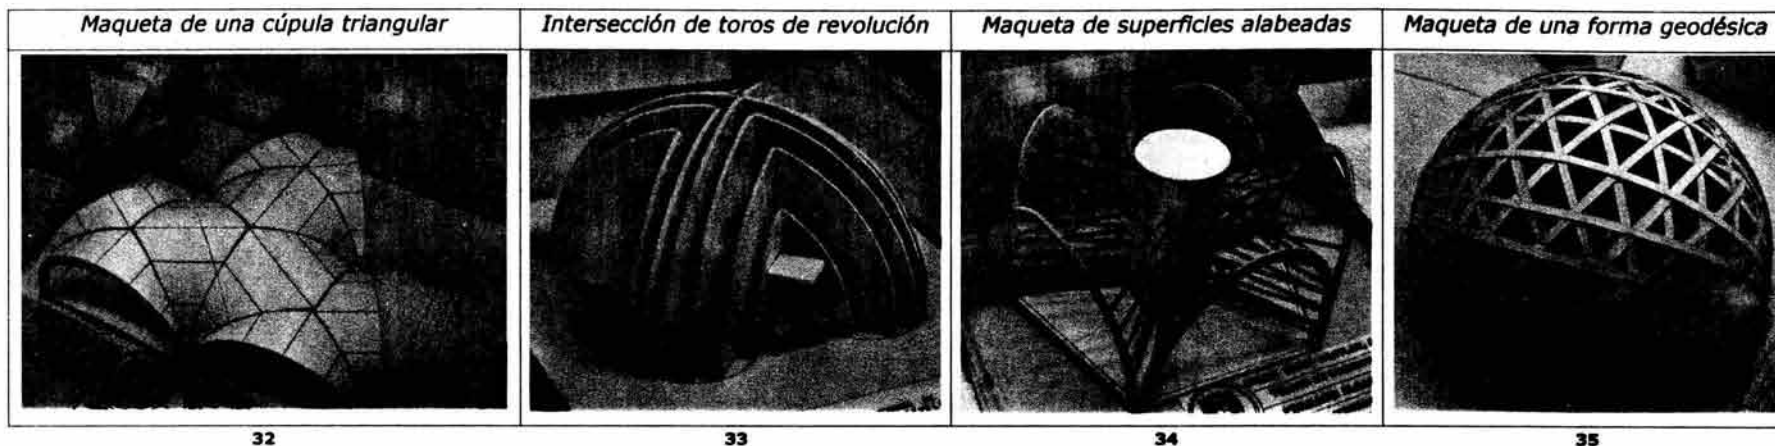 Maqueta de una cúpula triangular
Intersección de toros de revolución
Maqueta de superficies alabeadas
Maqueta de una forma geodésica
32
33
34
35